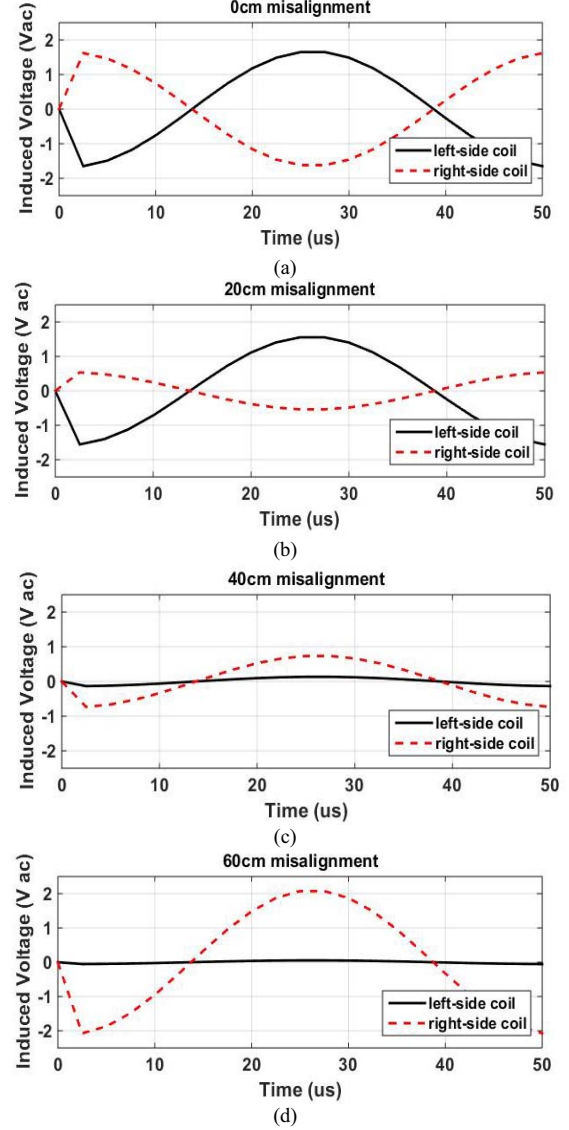 0cm misalignment
Induced Voltage (Vac)
2
1
0
-1
-2
left-side coil
right-side coil
0 10 20 30 40 50
Time (us)
(a)
20cm misalignment
Induced Voltage (V ac)
2
1
0
-1
-2
left-side coil
right-side coil
0 10 20 30 40 50
Time (us)
(b)
40cm misalignment
Induced Voltage (V ac)
2
1
0
-1
-2
left-side coil
right-side coil
0 10 20 30 40 50
Time (us)
(c)
60cm misalignment
Induced Voltage (V ac)
2
1
0
-1
-2
left-side coil
right-side coil
0 10 20 30 40 50
Time (us)
(d)